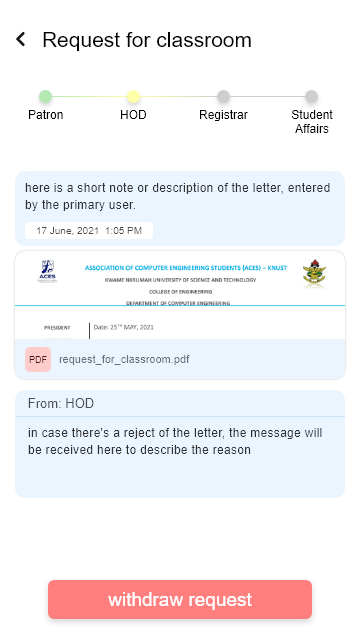 Request for classroom
Patron
HOD
Registrar
Student
Affairs
here is a short note or description of the letter, entered
by the primary user.
17 June, 2021 1:05 PM
ACES
ASSOCIATION OF COMPUTER ENGINEERING STUDENTS (ACES) – KNUST
KWAME NKRUMAH UNIVERSITY OF SCIENCE AND TECHNOLOGY
COLLEGE OF ENGINEERING
DEPARTMENT OF COMPUTER ENGINEERING
PRESIDENT
Date: 25TH MAY, 2021
PDF
request_for_classroom.pdf
From: HOD
in case there's a reject of the letter, the message will
be received here to describe the reason
withdraw request